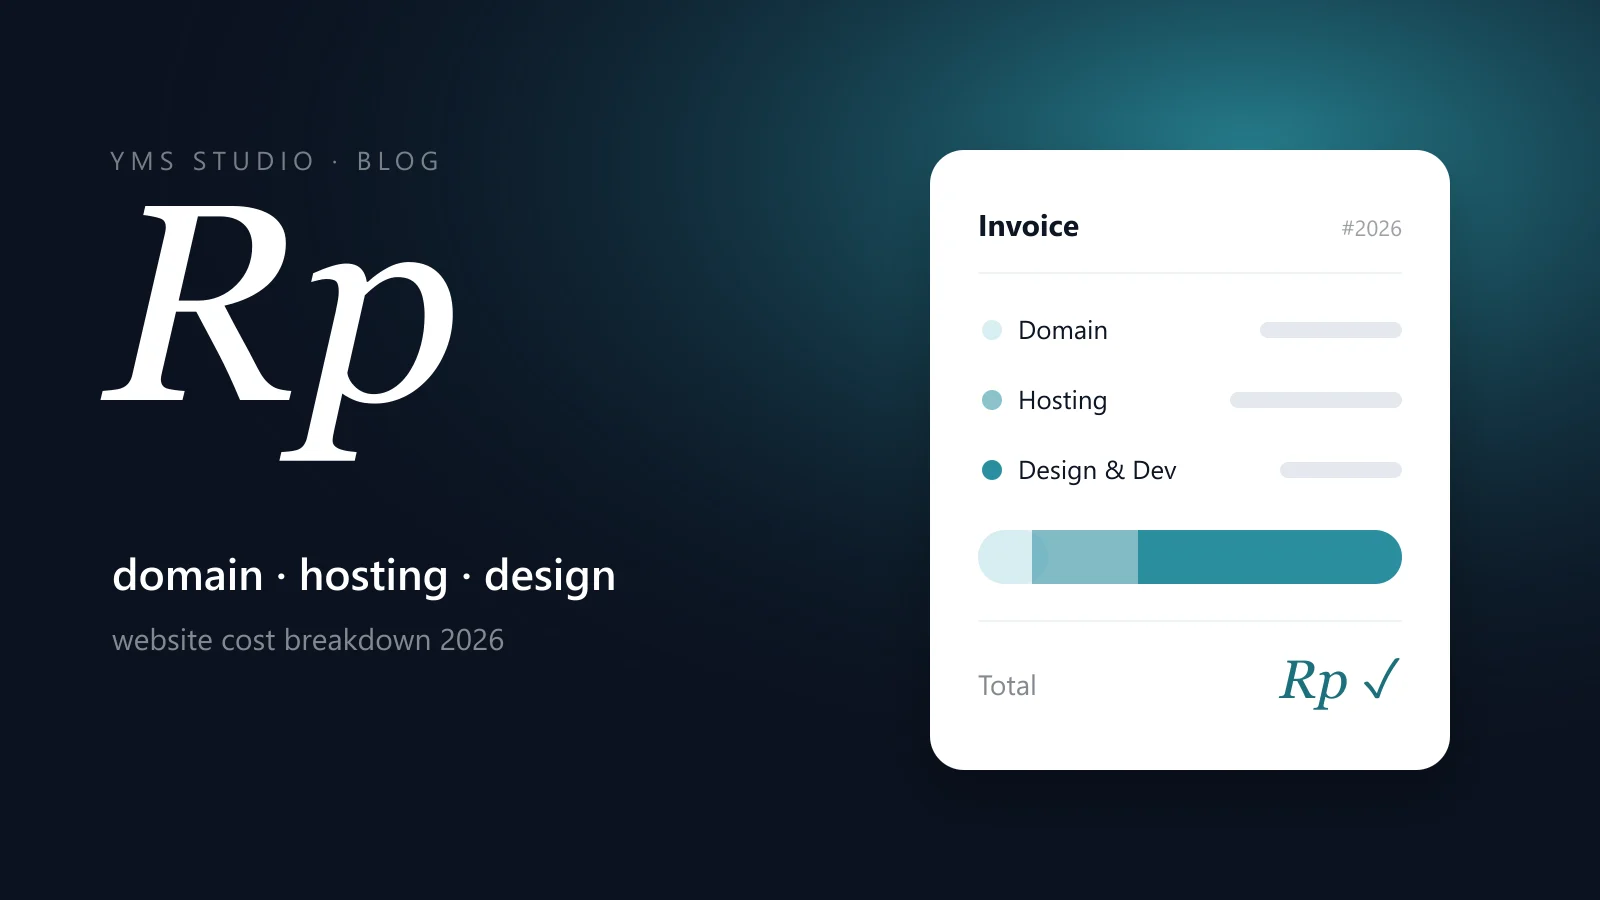 YMS STUDIO · BLOG
Rp
domain · hosting · design
website cost breakdown 2026
Invoice #2026
Domain
Hosting
Design & Dev
Total Rp ✓